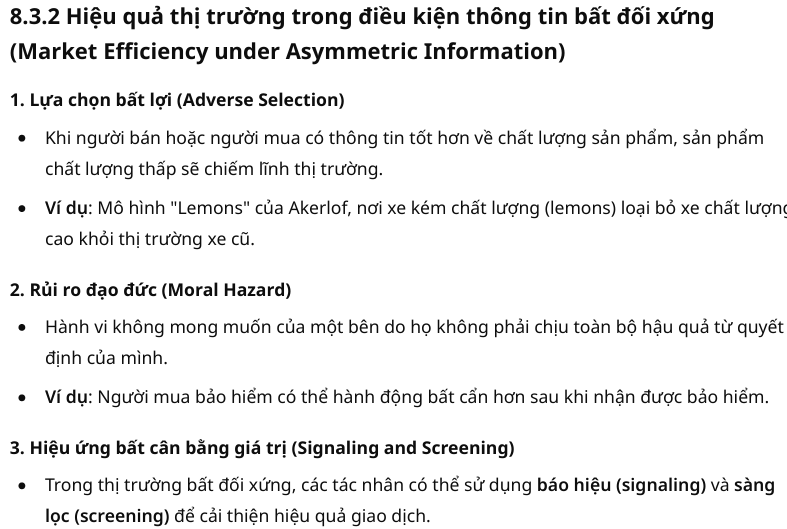 8.3.2 Hiệu quả thị trường trong điều kiện thông tin bất đối xứng
(Market Efficiency under Asymmetric Information)
1. Lựa chọn bất lợi (Adverse Selection)
• Khi người bán hoặc người mua có thông tin tốt hơn về chất lượng sản phẩm, sản phẩm
chất lượng thấp sẽ chiếm lĩnh thị trường.
• Ví dụ: Mô hình "Lemons" của Akerlof, nơi xe kém chất lượng (lemons) loại bỏ xe chất lượng
cao khỏi thị trường xe cũ.
2. Rủi ro đạo đức (Moral Hazard)
• Hành vi không mong muốn của một bên do họ không phải chịu toàn bộ hậu quả từ quyết
định của mình.
• Ví dụ: Người mua bảo hiểm có thể hành động bất cẩn hơn sau khi nhận được bảo hiểm.
3. Hiệu ứng bất cân bằng giá trị (Signaling and Screening)
• Trong thị trường bất đối xứng, các tác nhân có thể sử dụng báo hiệu (signaling) và sàng
lọc (screening) để cải thiện hiệu quả giao dịch.